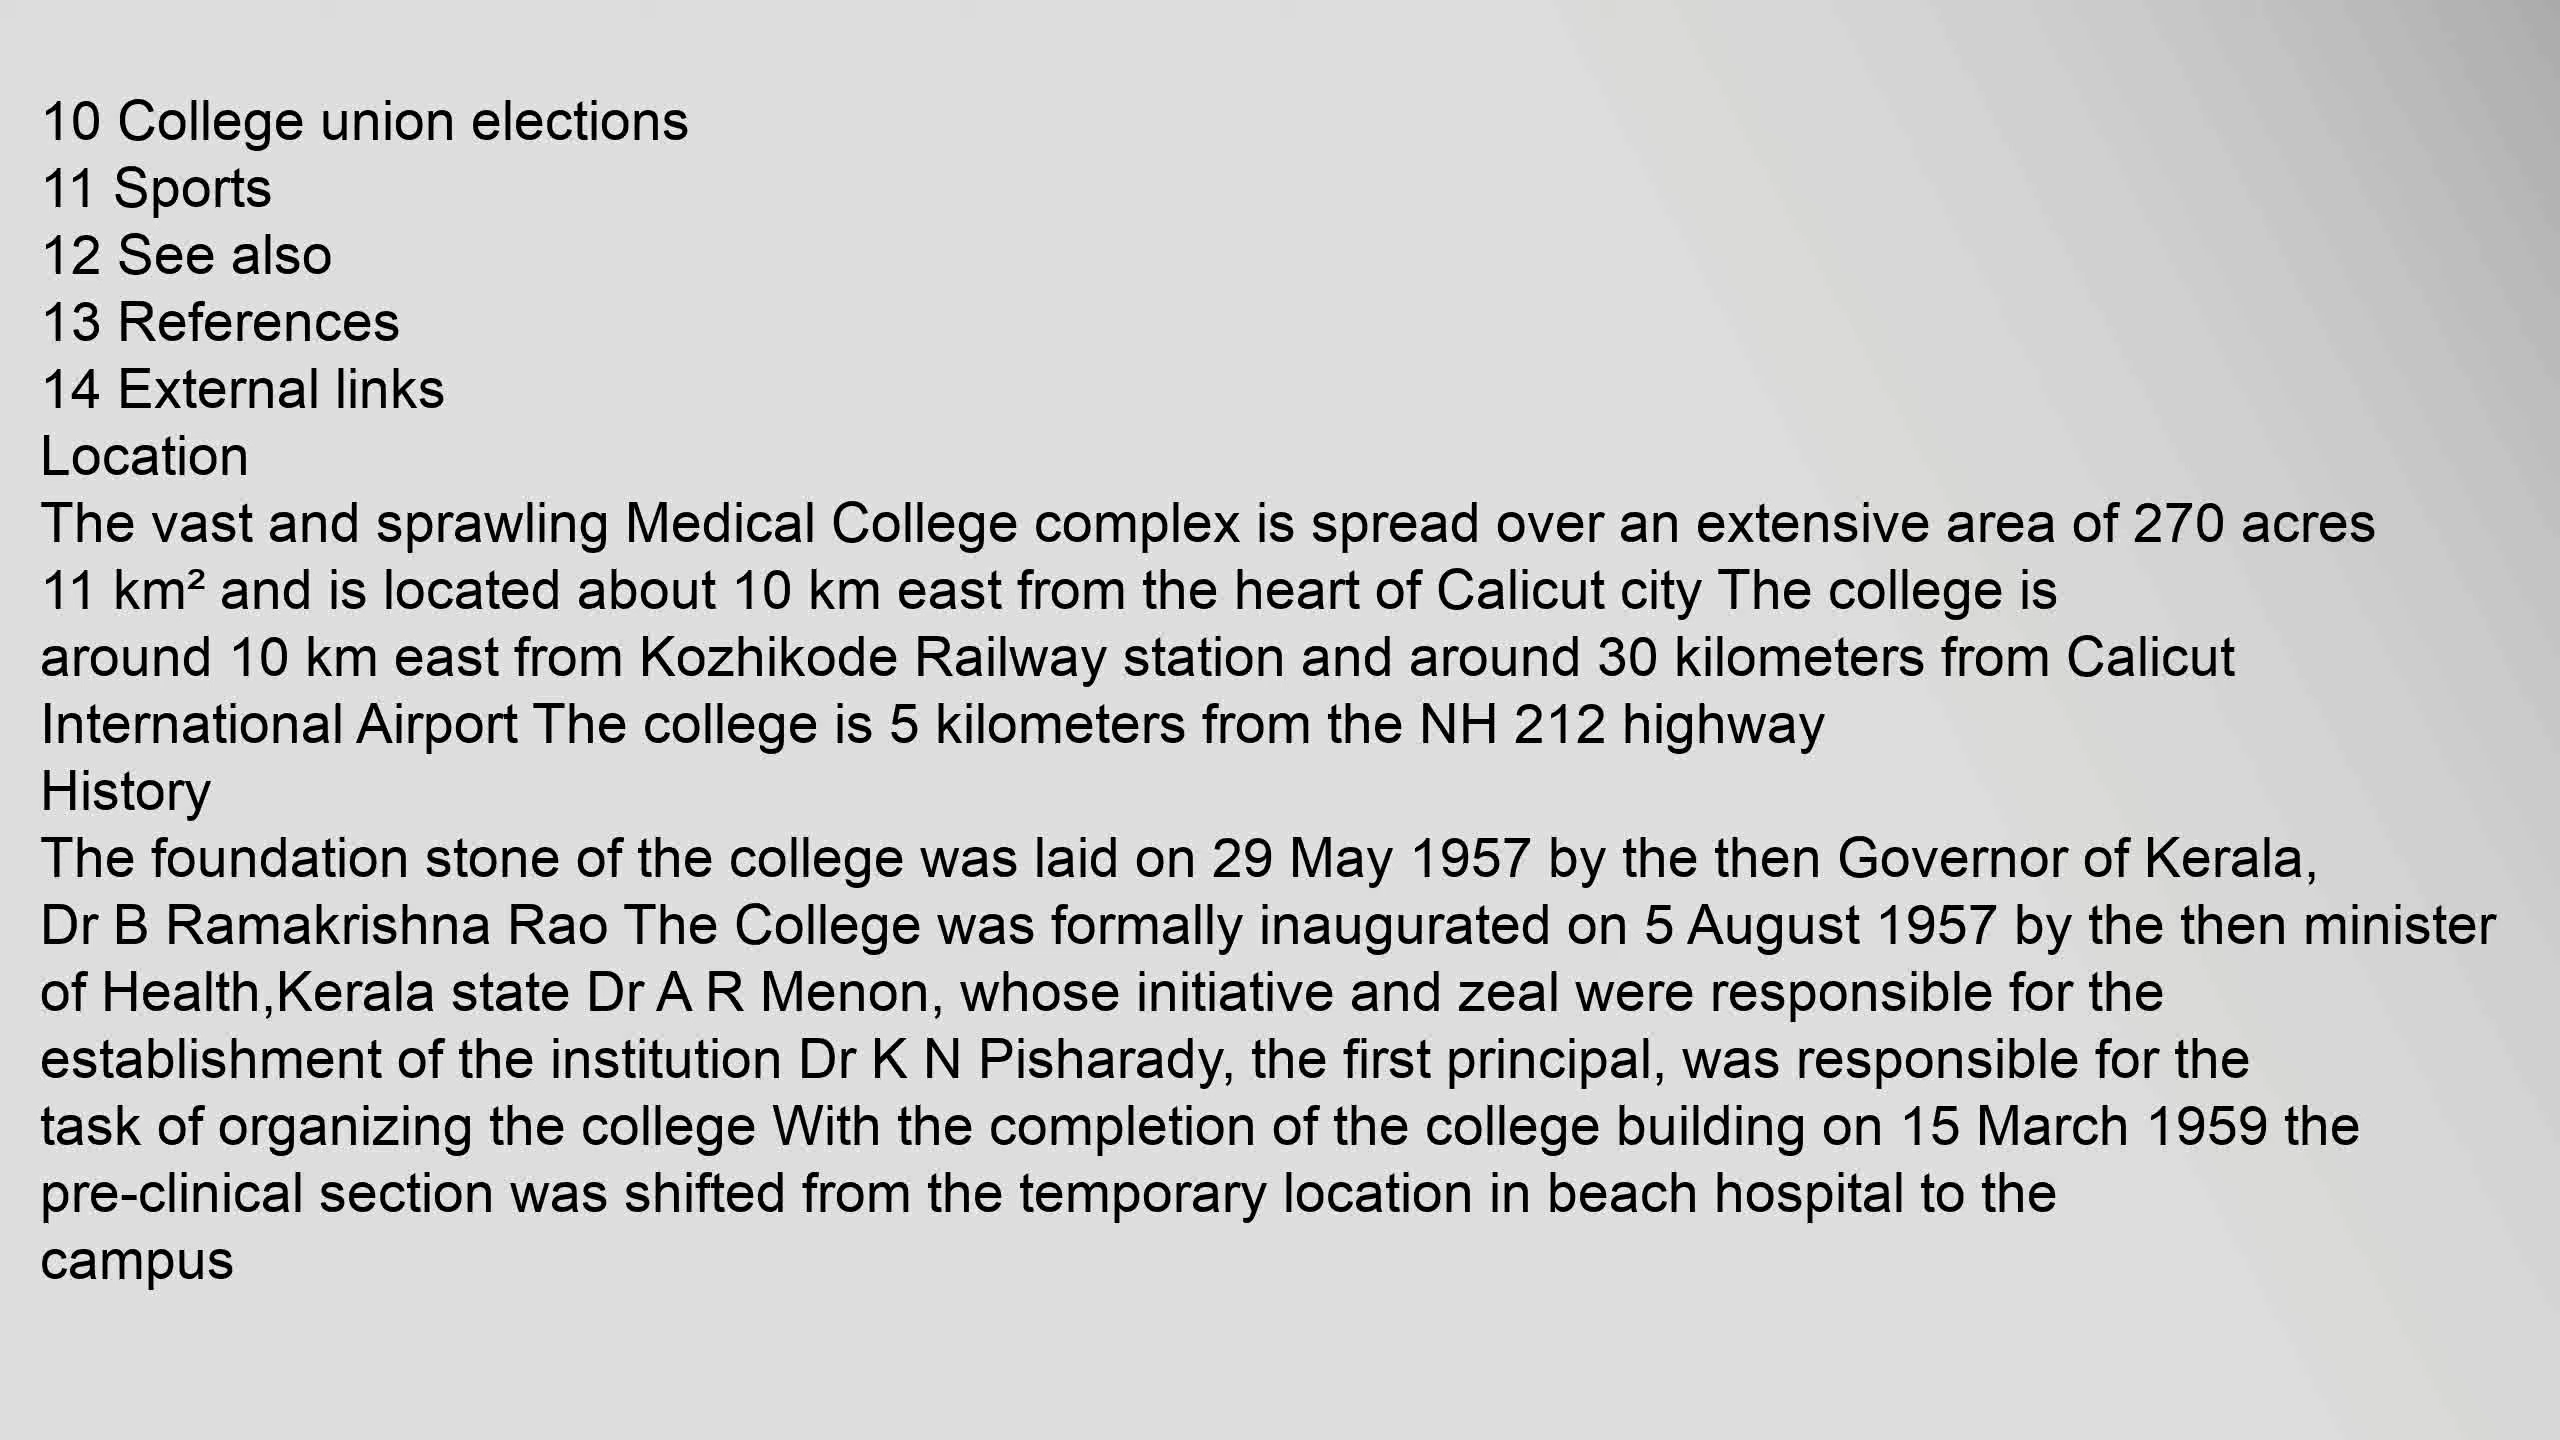 10 College union elections
11 Sports
12 See also
13 References
14 External links
Location
The vast and sprawling Medical College complex is spread over an extensive area of 270 acres
11 km² and is located about 10 km east from the heart of Calicut city The college is
around 10 km east from Kozhikode Railway station and around 30 kilometers from Calicut
International Airport The college is 5 kilometers from the NH 212 highway
History
The foundation stone of the college was laid on 29 May 1957 by the then Governor of Kerala,
Dr B Ramakrishna Rao The College was formally inaugurated on 5 August 1957 by the then minister
of Health,Kerala state Dr A R Menon, whose initiative and zeal were responsible for the
establishment of the institution Dr K N Pisharady, the first principal, was responsible for the
task of organizing the college With the completion of the college building on 15 March 1959 the
pre-clinical section was shifted from the temporary location in beach hospital to the
campus